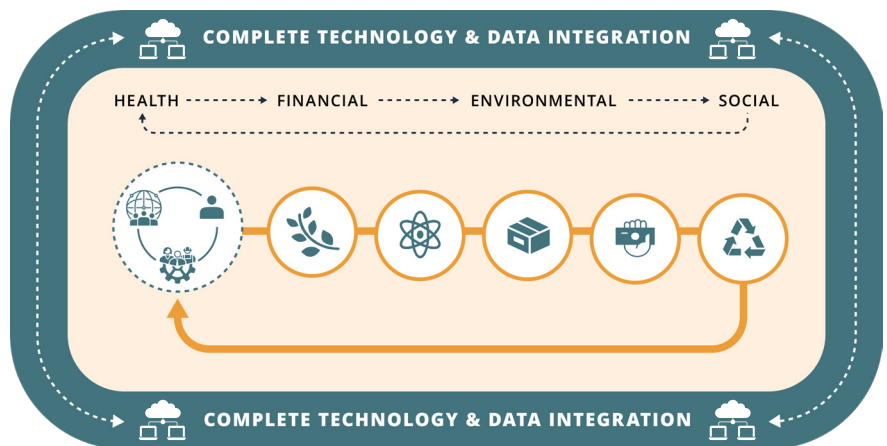 COMPLETE TECHNOLOGY & DATA INTEGRATION
HEALTH FINANCIAL ENVIRONMENTAL SOCIAL
COMPLETE TECHNOLOGY & DATA INTEGRATION